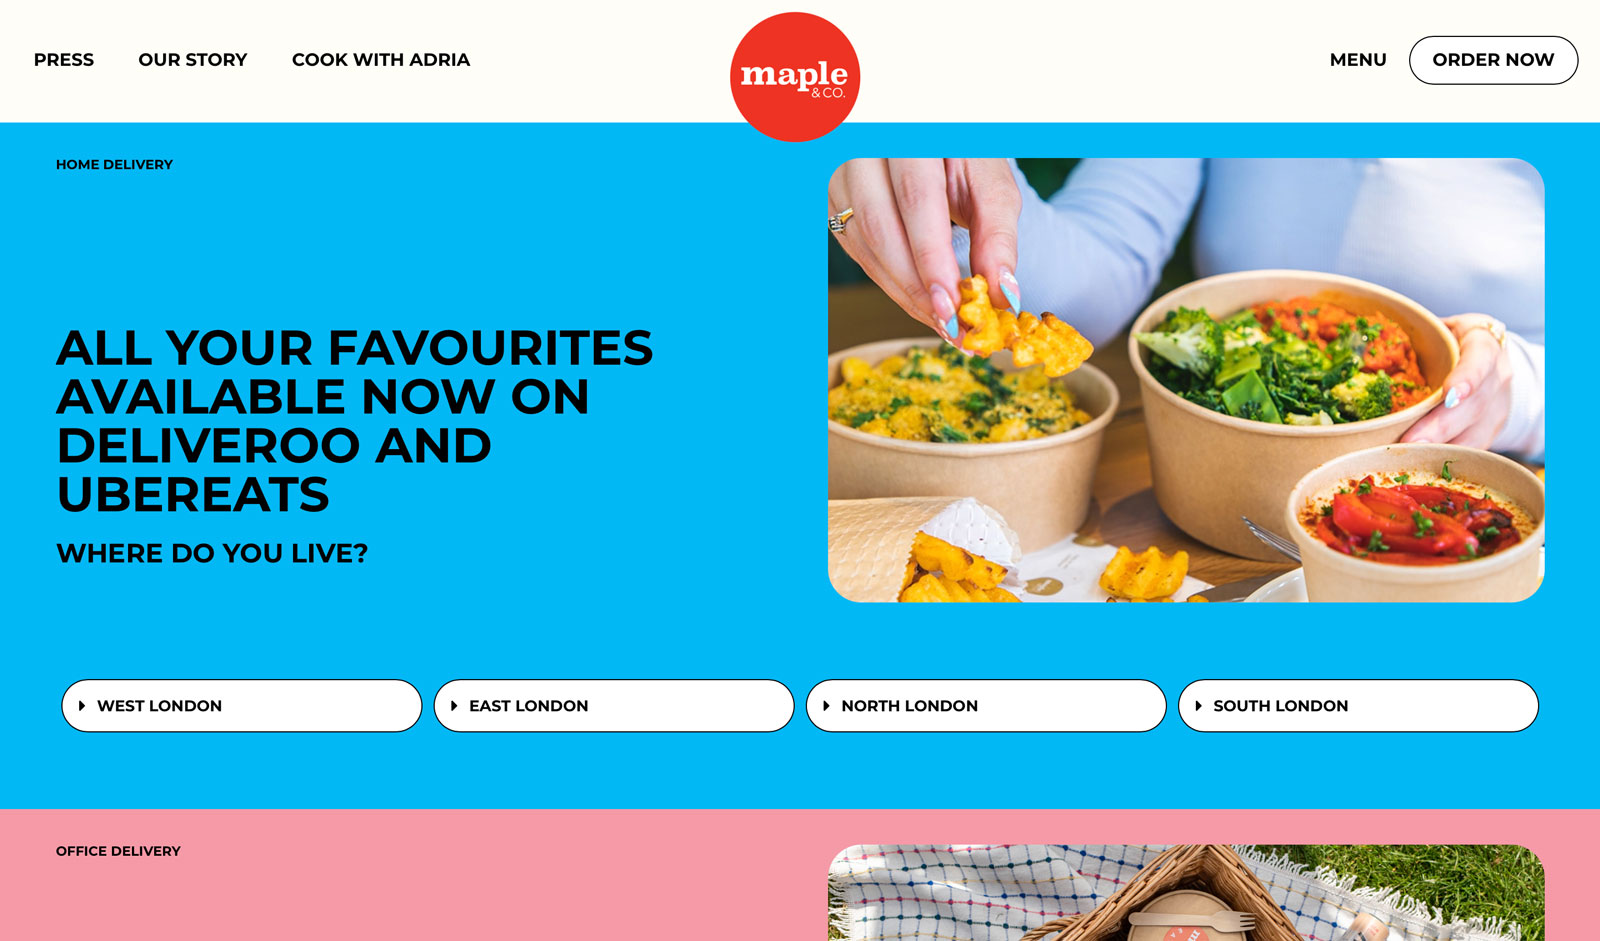 PRESS
OUR STORY
COOK WITH ADRIA
maple
& CO.
MENU
ORDER NOW
HOME DELIVERY
ALL YOUR FAVOURITES
AVAILABLE NOW ON
DELIVEROO AND
UBEREATS
WHERE DO YOU LIVE?
WEST LONDON
EAST LONDON
NORTH LONDON
SOUTH LONDON
OFFICE DELIVERY